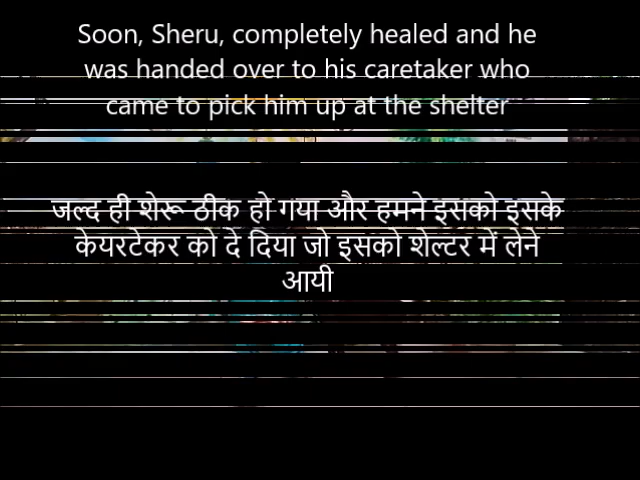 Soon, Sheru, completely healed and he
was handed over to his caretaker who
came to pick him up at the shelter
जल्द ही शेरू ठीक हो गया और हमने इसको इसके
केयरटेकर को दे दिया जो इसको शेल्टर में लेने
आयी